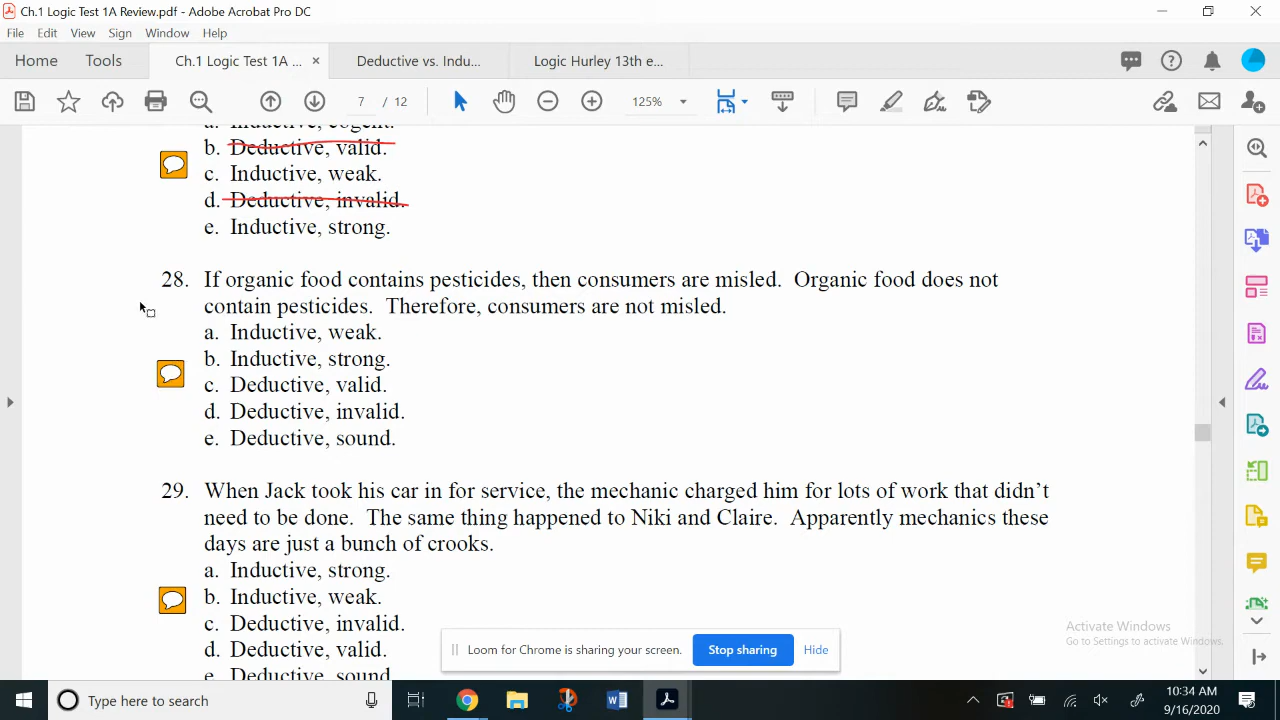 Ch.1 Logic Test 1A Review.pdf - Adobe Acrobat Pro DC
File Edit View Sign Window Help
Home Tools Ch.1 Logic Test 1A ... × Deductive vs. Indu... Logic Hurley 13th e...
7 / 12 125%
a. Inductive, cogent.
b. Deductive, valid.
c. Inductive, weak.
d. Deductive, invalid.
e. Inductive, strong.
28. If organic food contains pesticides, then consumers are misled. Organic food does not
contain pesticides. Therefore, consumers are not misled.
a. Inductive, weak.
b. Inductive, strong.
c. Deductive, valid.
d. Deductive, invalid.
e. Deductive, sound.
29. When Jack took his car in for service, the mechanic charged him for lots of work that didn't
need to be done. The same thing happened to Niki and Claire. Apparently mechanics these
days are just a bunch of crooks.
a. Inductive, strong.
b. Inductive, weak.
c. Deductive, invalid.
d. Deductive, valid.
e. Deductive, sound.
Loom for Chrome is sharing your screen. Stop sharing Hide
Activate Windows
Go to Settings to activate Windows.
Type here to search
10:34 AM
9/16/2020